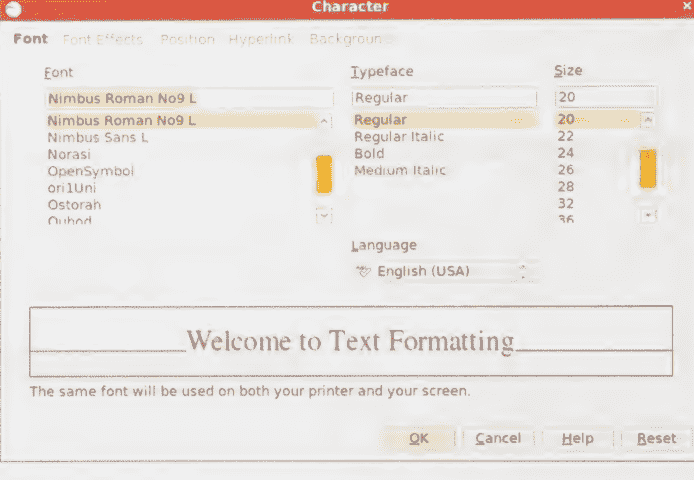 Character
Font Font Effects Position Hyperlink Background
Font Typeface Size
Nimbus Roman No9 L Regular 20
Nimbus Roman No9 L Regular 20
Nimbus Sans L Regular Italic 22
Norasi Bold 24
OpenSymbol Medium Italic 26
ori1Uni 28
Ostorah 32
36
Language
English (USA)
Welcome to Text Formatting
The same font will be used on both your printer and your screen.
OK Cancel Help Reset